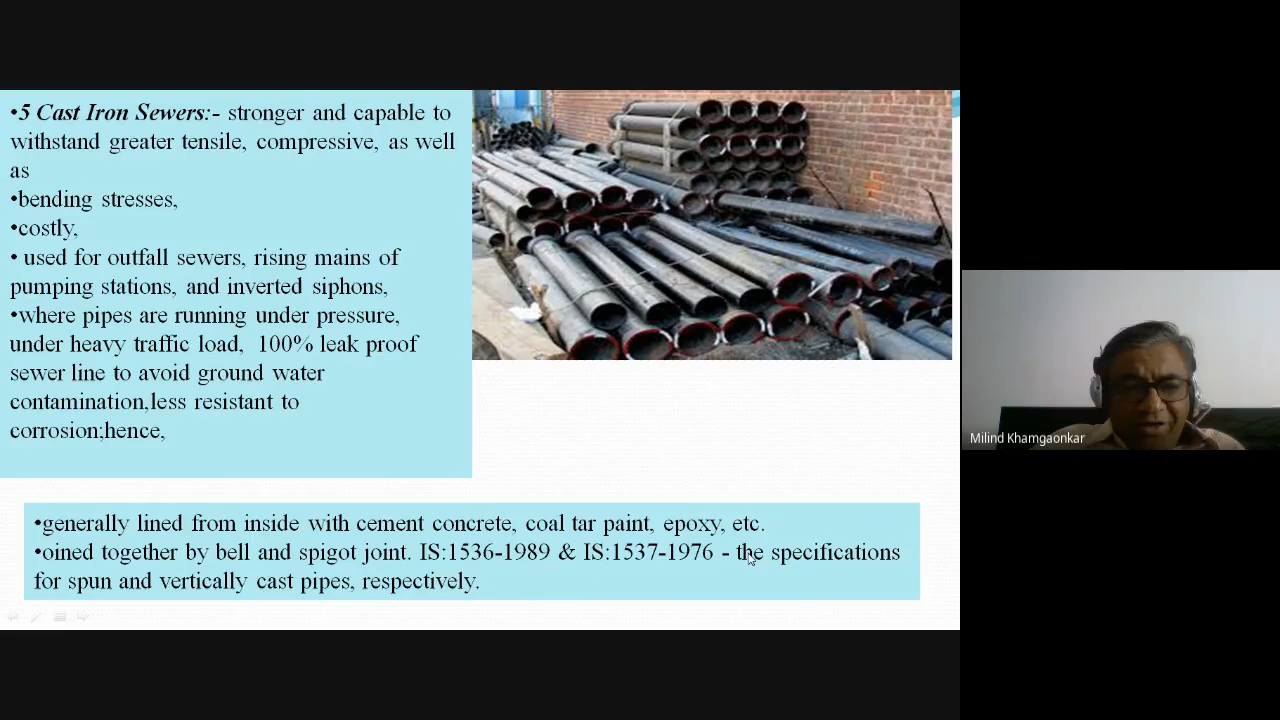 •5 Cast Iron Sewers:- stronger and capable to
withstand greater tensile, compressive, as well
as
•bending stresses,
•costly,
• used for outfall sewers, rising mains of
pumping stations, and inverted siphons,
•where pipes are running under pressure,
under heavy traffic load, 100% leak proof
sewer line to avoid ground water
contamination,less resistant to
corrosion;hence,
•generally lined from inside with cement concrete, coal tar paint, epoxy, etc.
•oined together by bell and spigot joint. IS:1536-1989 & IS:1537-1976 - the specifications
for spun and vertically cast pipes, respectively.
Milind Khamgaonkar